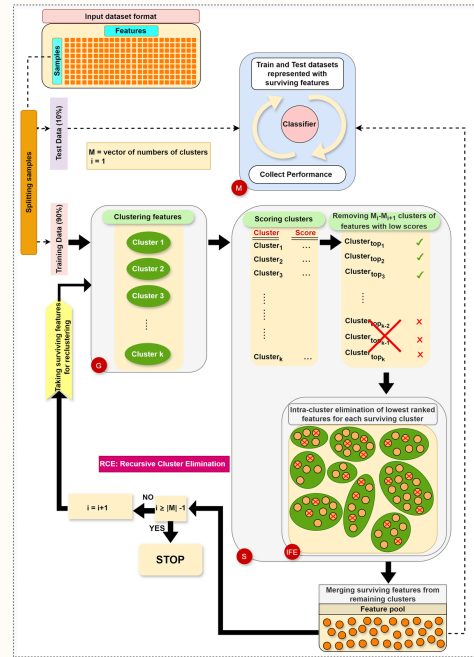 Input dataset format
Features
Samples
Splitting samples
Test Data (10%)
Training Data (90%)
M = vector of numbers of clusters
i = 1
Train and Test datasets
represented with
surviving features
Classifier
Collect Performance
M
Clustering features
Cluster 1
Cluster 2
Cluster 3
⋮
Cluster k
G
Scoring clusters
Cluster Score
Cluster1 ...
Cluster2 ...
Cluster3 ...
⋮
⋮
Clusterk ...
Removing Mi-Mi+1 clusters of
features with low scores
Clustertop1 ✓
Clustertop2 ✓
Clustertop3 ✓
⋮
⋮
Clustertopk-2 x
Clustertopk-1 x
Clustertopk x
Intra-cluster elimination of lowest ranked
features for each surviving cluster
IFE
S
Taking surviving features
for reclustering
RCE: Recursive Cluster Elimination
i = i+1
NO
i ≥ |M| -1
YES
STOP
Merging surviving features from
remaining clusters
Feature pool